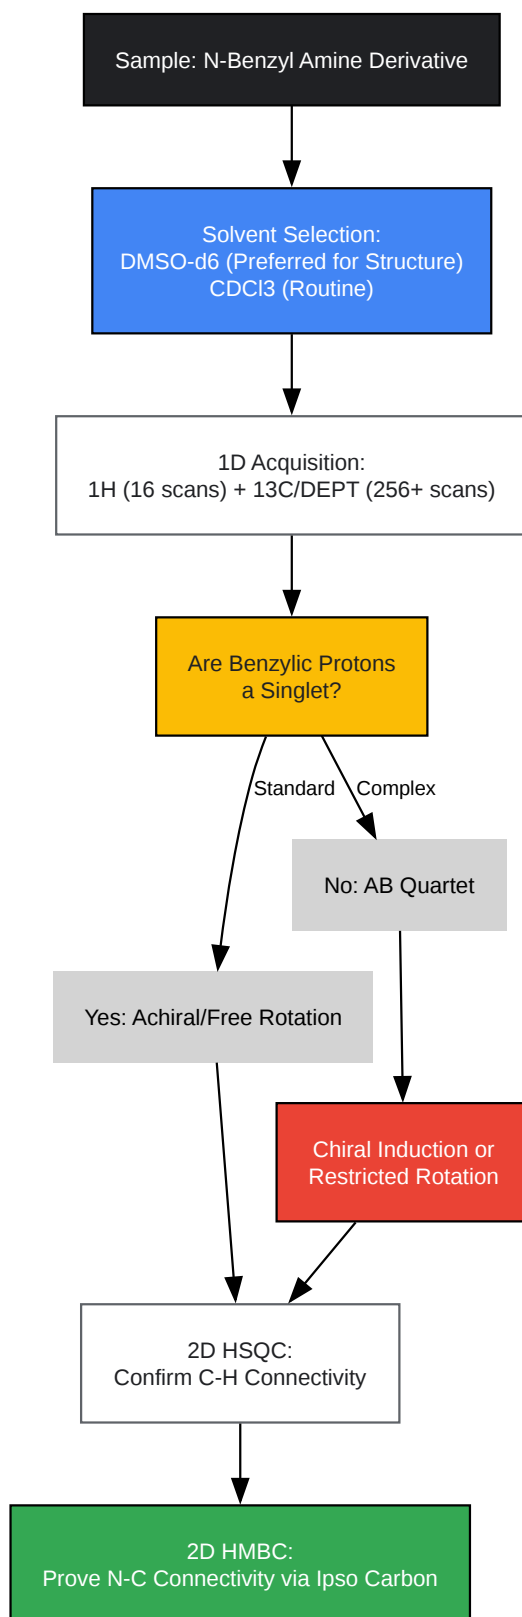 Sample: N-Benzyl Amine Derivative
Solvent Selection:
DMSO-d6 (Preferred for Structure)
CDCl3 (Routine)
1D Acquisition:
1H (16 scans) + 13C/DEPT (256+ scans)
Are Benzylic Protons
a Singlet?
Standard
Complex
No: AB Quartet
Yes: Achiral/Free Rotation
Chiral Induction or
Restricted Rotation
2D HSQC:
Confirm C-H Connectivity
2D HMBC:
Prove N-C Connectivity via Ipso Carbon